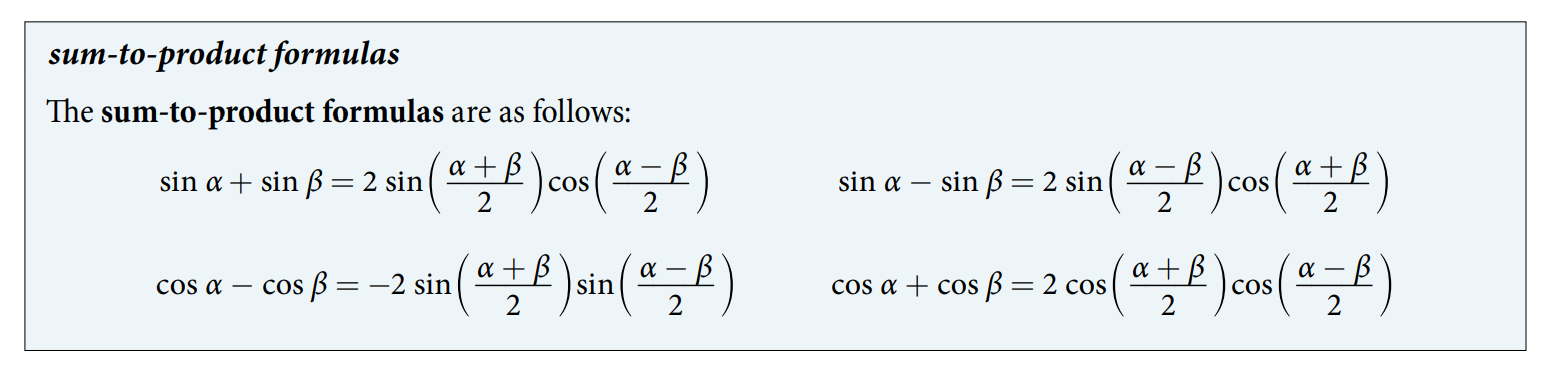 sum-to-product formulas
The sum-to-product formulas are as follows:
sin α + sin β = 2 sin((α + β)/2) cos((α − β)/2)    sin α − sin β = 2 sin((α − β)/2) cos((α + β)/2)
cos α − cos β = −2 sin((α + β)/2) sin((α − β)/2)    cos α + cos β = 2 cos((α + β)/2) cos((α − β)/2)